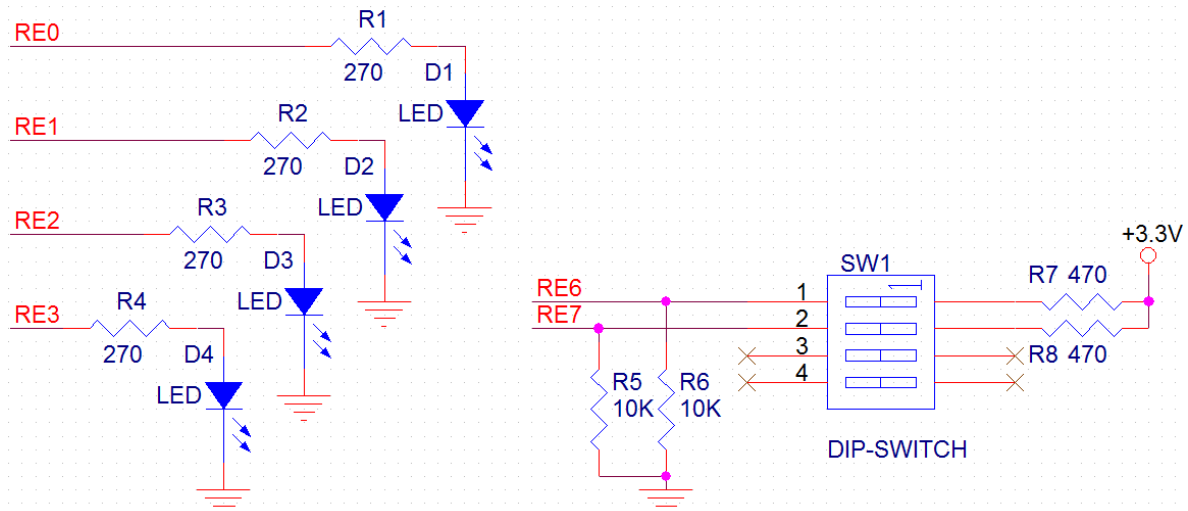 RE0
R1
270
D1
LED
RE1
R2
270
D2
LED
RE2
R3
270
D3
LED
RE3
R4
270
D4
LED
+3.3V
SW1
R7 470
RE6
1
RE7
2
R8 470
3
4
R5
10K
R6
10K
DIP-SWITCH
1